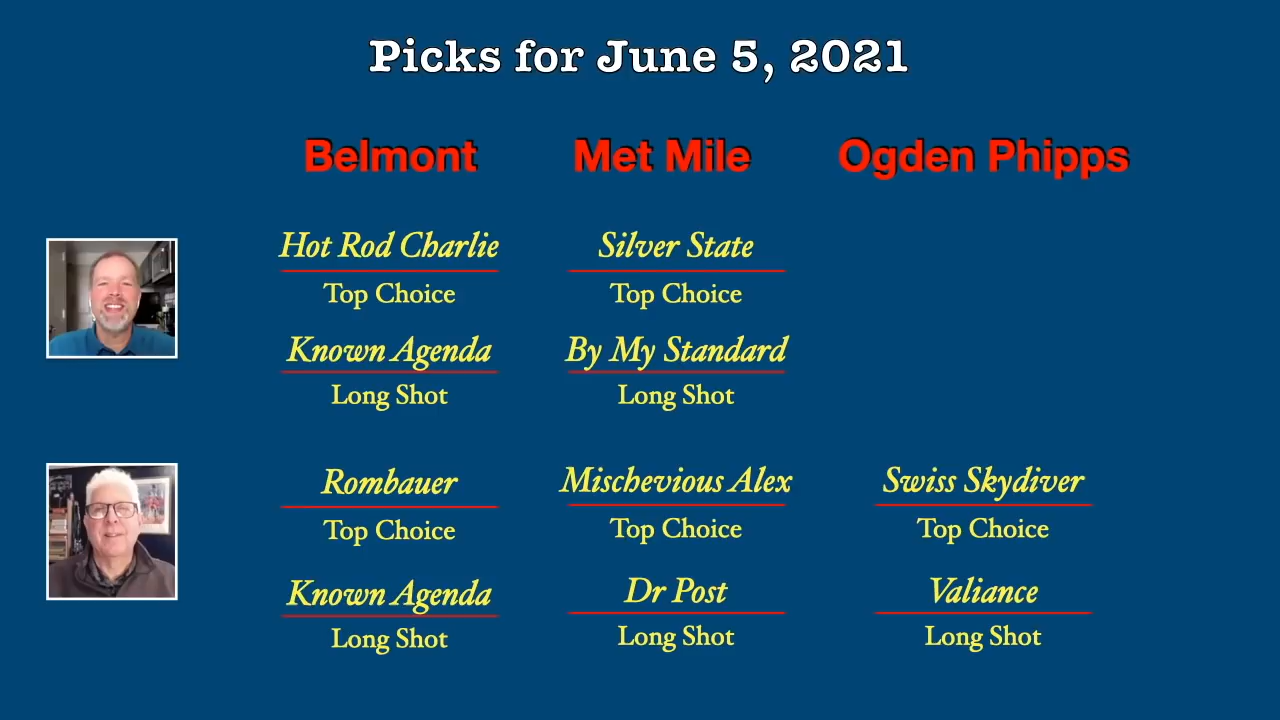 Picks for June 5, 2021
Belmont Met Mile Ogden Phipps
Hot Rod Charlie Silver State
Top Choice Top Choice
Known Agenda By My Standard
Long Shot Long Shot
Rombauer Mischevious Alex Swiss Skydiver
Top Choice Top Choice Top Choice
Known Agenda Dr Post Valiance
Long Shot Long Shot Long Shot